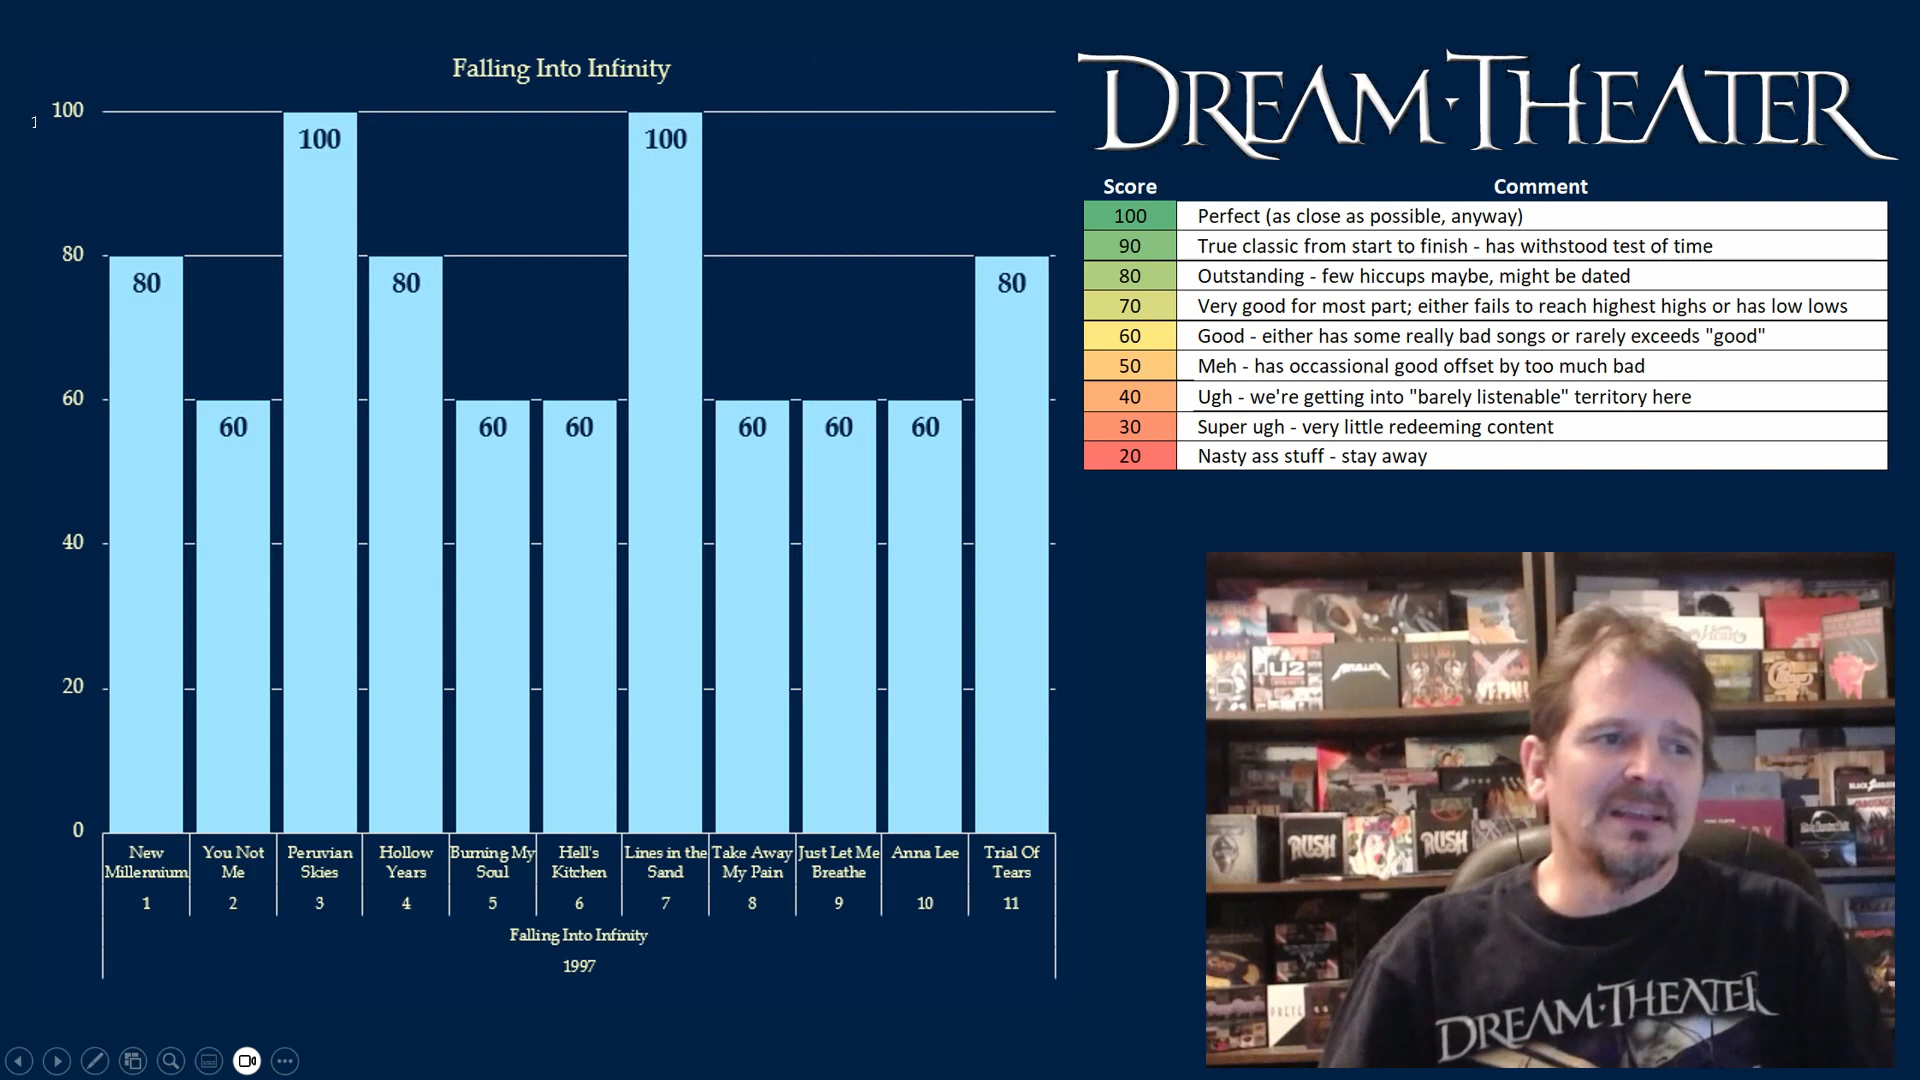 Falling Into Infinity
100
80
60
40
20
0
1
80
60
100
80
60
60
100
60
60
60
80
New Millennium
You Not Me
Peruvian Skies
Hollow Years
Burning My Soul
Hell's Kitchen
Lines in the Sand
Take Away My Pain
Just Let Me Breathe
Anna Lee
Trial Of Tears
1 2 3 4 5 6 7 8 9 10 11
Falling Into Infinity
1997
DREAM·THEATER
Score Comment
100 Perfect (as close as possible, anyway)
90 True classic from start to finish - has withstood test of time
80 Outstanding - few hiccups maybe, might be dated
70 Very good for most part; either fails to reach highest highs or has low lows
60 Good - either has some really bad songs or rarely exceeds "good"
50 Meh - has occassional good offset by too much bad
40 Ugh - we're getting into "barely listenable" territory here
30 Super ugh - very little redeeming content
20 Nasty ass stuff - stay away
Heart
U2
METALLICA
Chicago
RUSH
RUSH
BLACK SABBATH
DREAM·THEATER